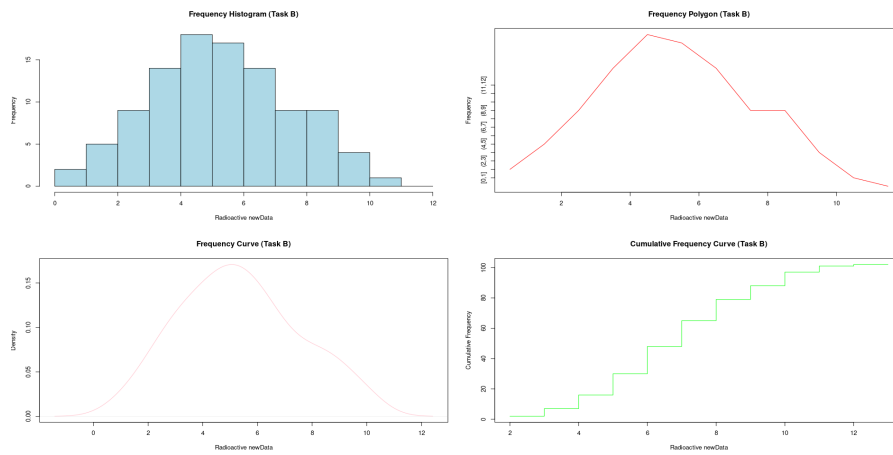 Frequency Histogram (Task B)
Frequency
15
10
5
0
0 2 4 6 8 10 12
Radioactive newData
Frequency Polygon (Task B)
Frequency
(11,12]
(8,9]
(6,7]
(4,5]
(2,3]
[0,1]
2 4 6 8 10
Radioactive newData
Frequency Curve (Task B)
Density
0.15
0.10
0.05
0.00
0 2 4 6 8 10 12
Radioactive newData
Cumulative Frequency Curve (Task B)
Cumulative Frequency
100
80
60
40
20
0
2 4 6 8 10 12
Radioactive newData